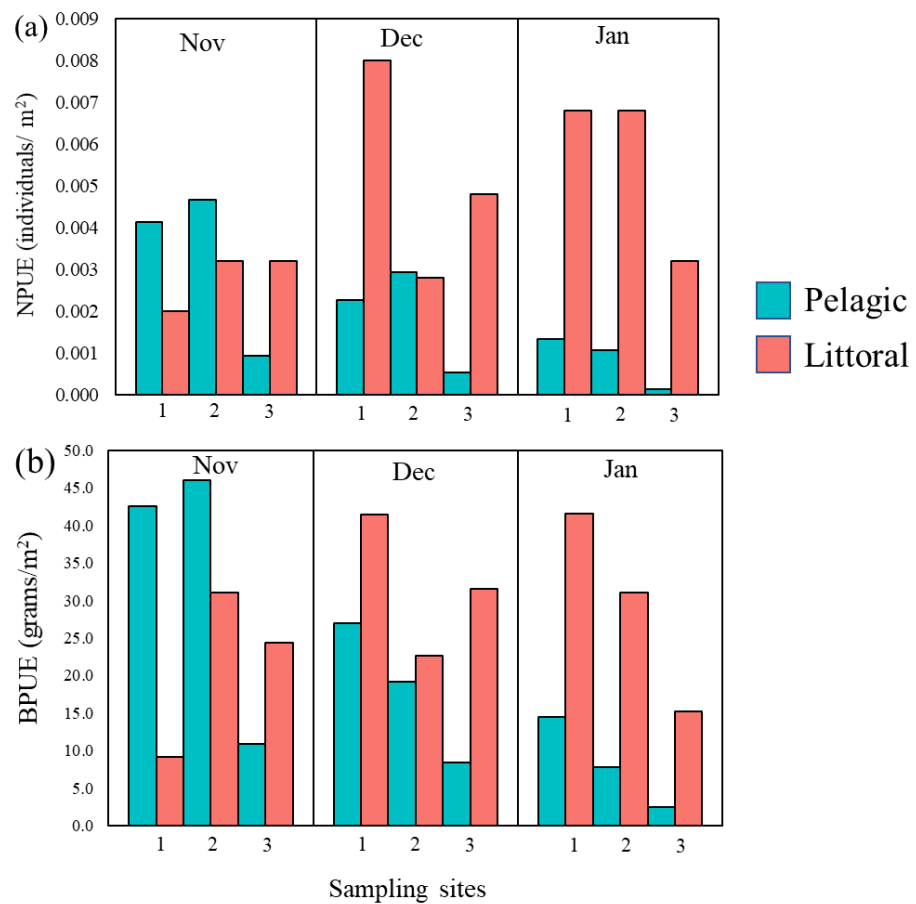 (a)
NPUE (individuals/ m²)
0.009
0.008
0.007
0.006
0.005
0.004
0.003
0.002
0.001
0.000
Nov
Dec
Jan
1 2 3 1 2 3 1 2 3
Pelagic
Littoral
(b)
BPUE (grams/m²)
50.0
45.0
40.0
35.0
30.0
25.0
20.0
15.0
10.0
5.0
0.0
Nov
Dec
Jan
1 2 3 1 2 3 1 2 3
Sampling sites